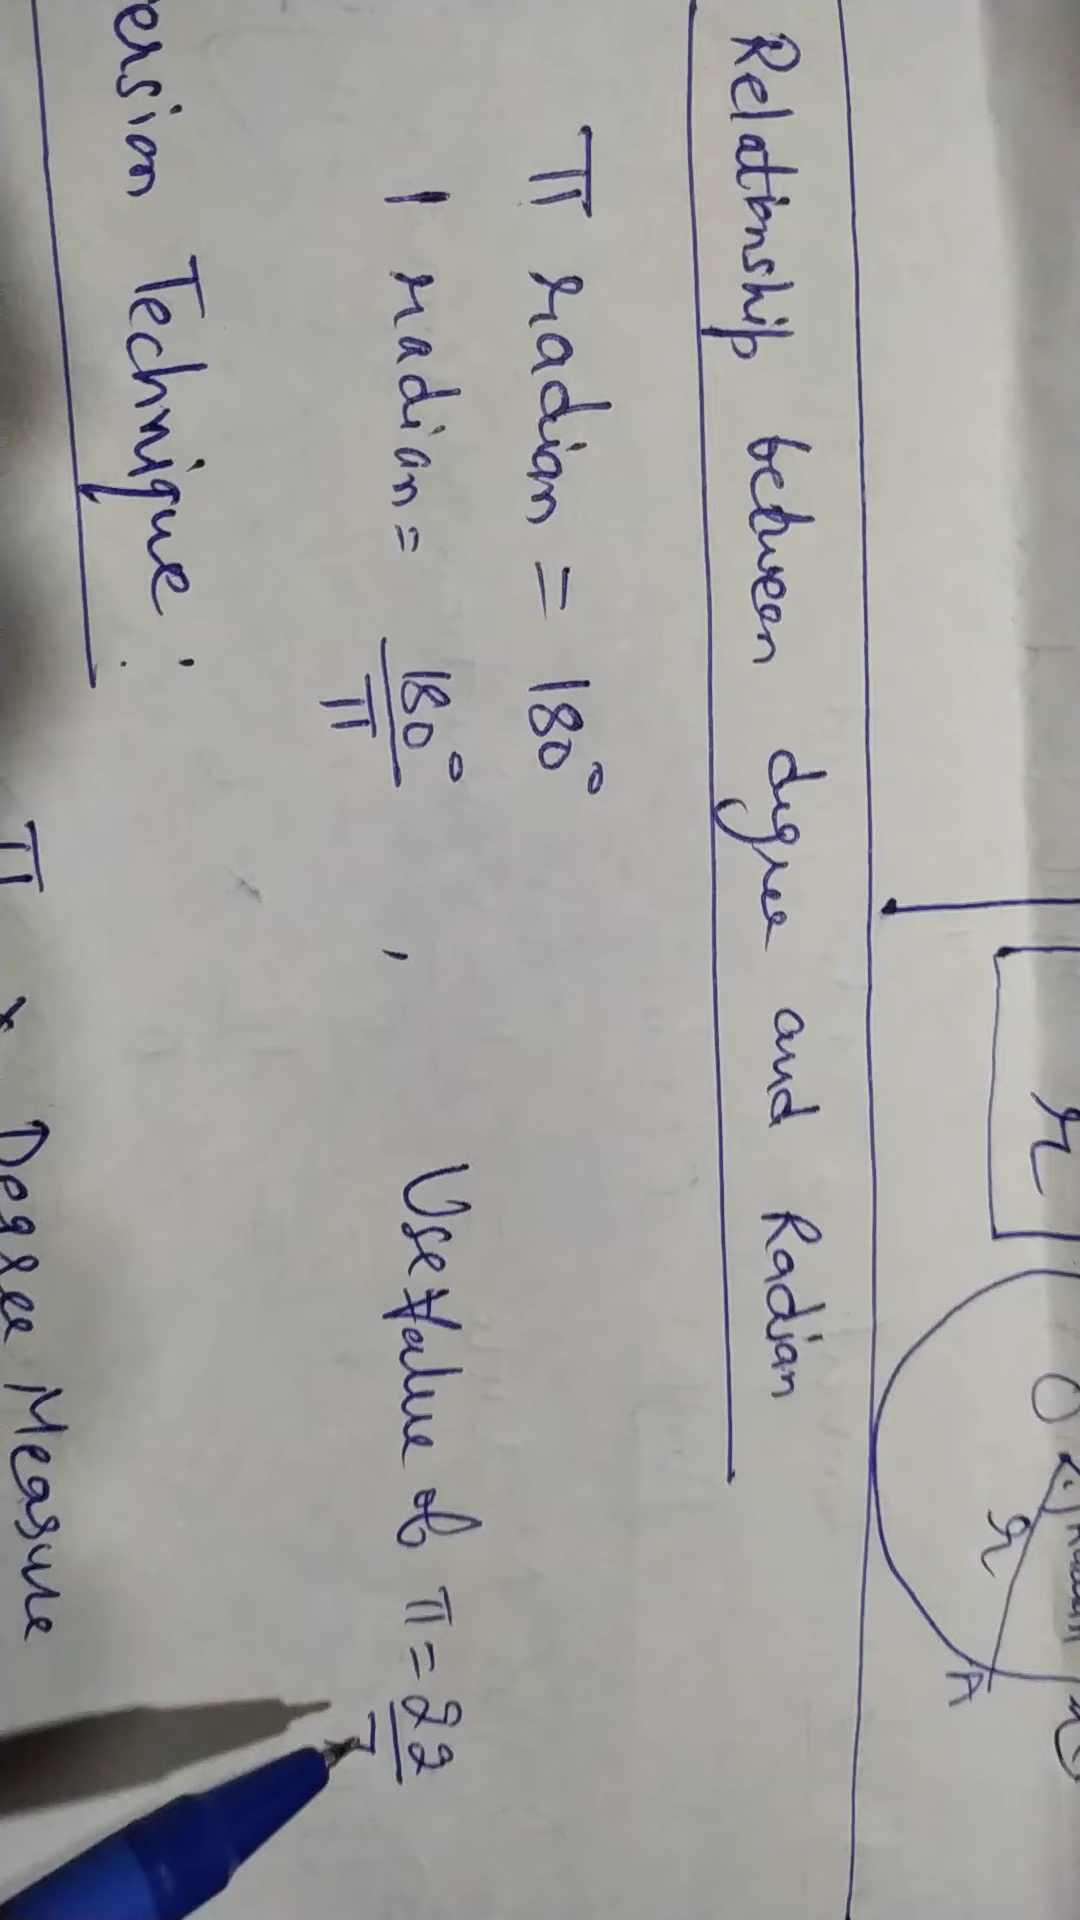 r
O
r
A
Relationship between degree and Radian
π radian = 180°
1 radian = 180°/π , Use Value of π = 22/7
ersion Technique :
π × Degree Measure